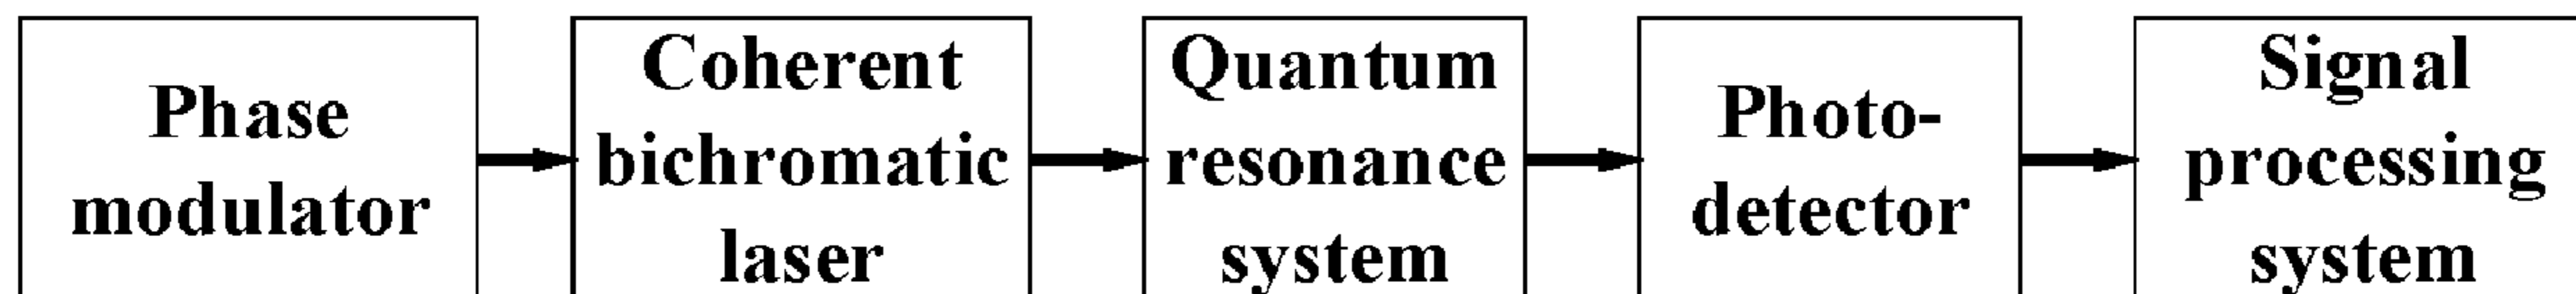 Phase
modulator
Coherent
bichromatic
laser
Quantum
resonance
system
Photo-
detector
Signal
processing
system